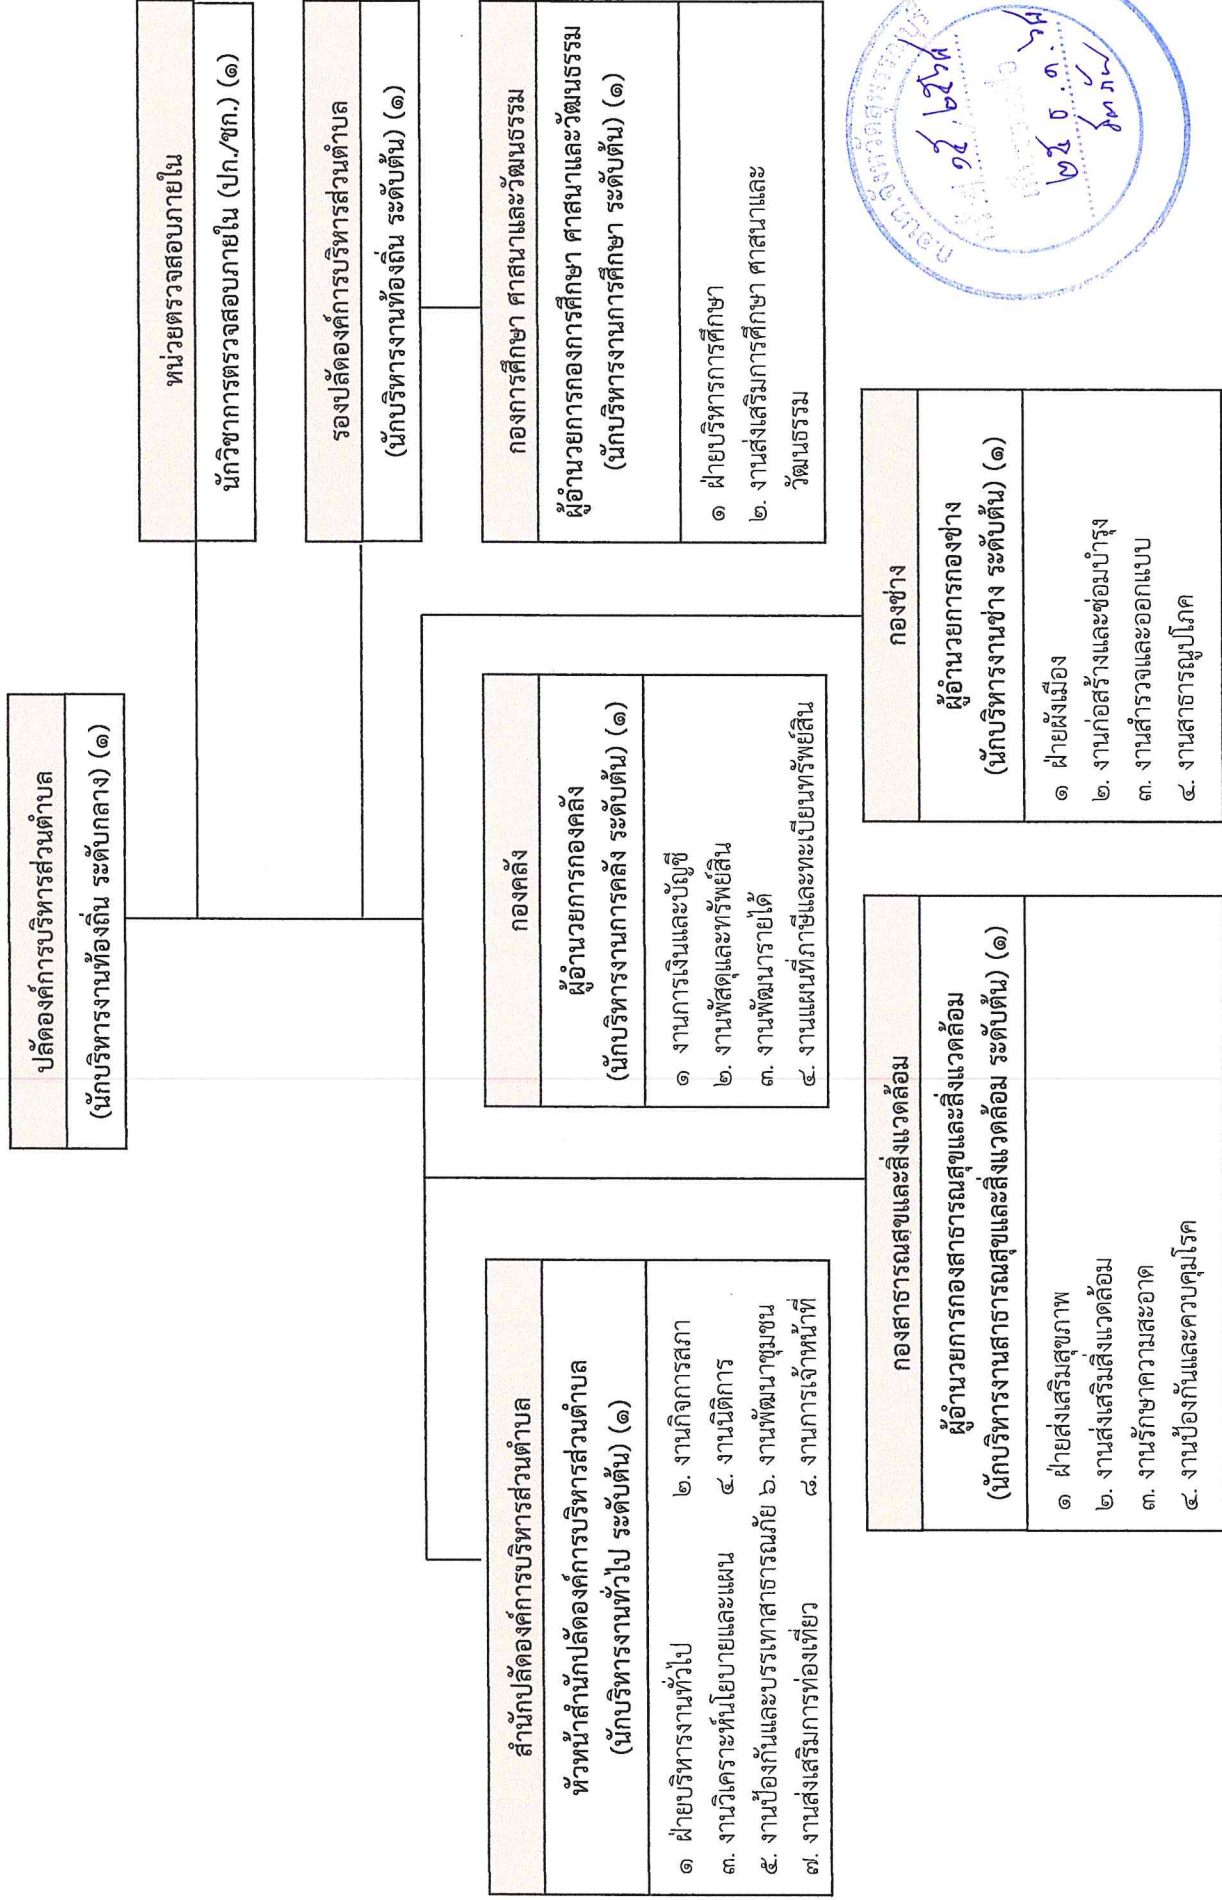 ปลัดองค์การบริหารส่วนตำบล
(นักบริหารงานท้องถิ่น ระดับกลาง) (๑)
หน่วยตรวจสอบภายใน
นักวิชาการตรวจสอบภายใน (ปก./ชก.) (๑)
รองปลัดองค์การบริหารส่วนตำบล
(นักบริหารงานท้องถิ่น ระดับต้น) (๑)
สำนักปลัดองค์การบริหารส่วนตำบล
หัวหน้าสำนักปลัดองค์การบริหารส่วนตำบล
(นักบริหารงานทั่วไป ระดับต้น) (๑)
๑ ฝ่ายบริหารงานทั่วไป ๒. งานกิจการสภา
๓. งานวิเคราะห์นโยบายและแผน ๔. งานนิติการ
๕. งานป้องกันและบรรเทาสาธารณภัย ๖. งานพัฒนาชุมชน
๗. งานส่งเสริมการท่องเที่ยว ๘. งานการเจ้าหน้าที่
กองคลัง
ผู้อำนวยการกองคลัง
(นักบริหารงานการคลัง ระดับต้น) (๑)
๑ งานการเงินและบัญชี
๒. งานพัสดุและทรัพย์สิน
๓. งานพัฒนารายได้
๔. งานแผนที่ภาษีและทะเบียนทรัพย์สิน
กองการศึกษา ศาสนาและวัฒนธรรม
ผู้อำนวยการกองการศึกษา ศาสนาและวัฒนธรรม
(นักบริหารงานการศึกษา ระดับต้น) (๑)
๑ ฝ่ายบริหารการศึกษา
๒. งานส่งเสริมการศึกษา ศาสนาและ
วัฒนธรรม
กองสาธารณสุขและสิ่งแวดล้อม
ผู้อำนวยการกองสาธารณสุขและสิ่งแวดล้อม
(นักบริหารงานสาธารณสุขและสิ่งแวดล้อม ระดับต้น) (๑)
๑ ฝ่ายส่งเสริมสุขภาพ
๒. งานส่งเสริมสิ่งแวดล้อม
๓. งานรักษาความสะอาด
๔. งานป้องกันและควบคุมโรค
กองช่าง
ผู้อำนวยการกองช่าง
(นักบริหารงานช่าง ระดับต้น) (๑)
๑ ฝ่ายผังเมือง
๒. งานก่อสร้างและซ่อมบำรุง
๓. งานสำรวจและออกแบบ
๔. งานสาธารณูปโภค